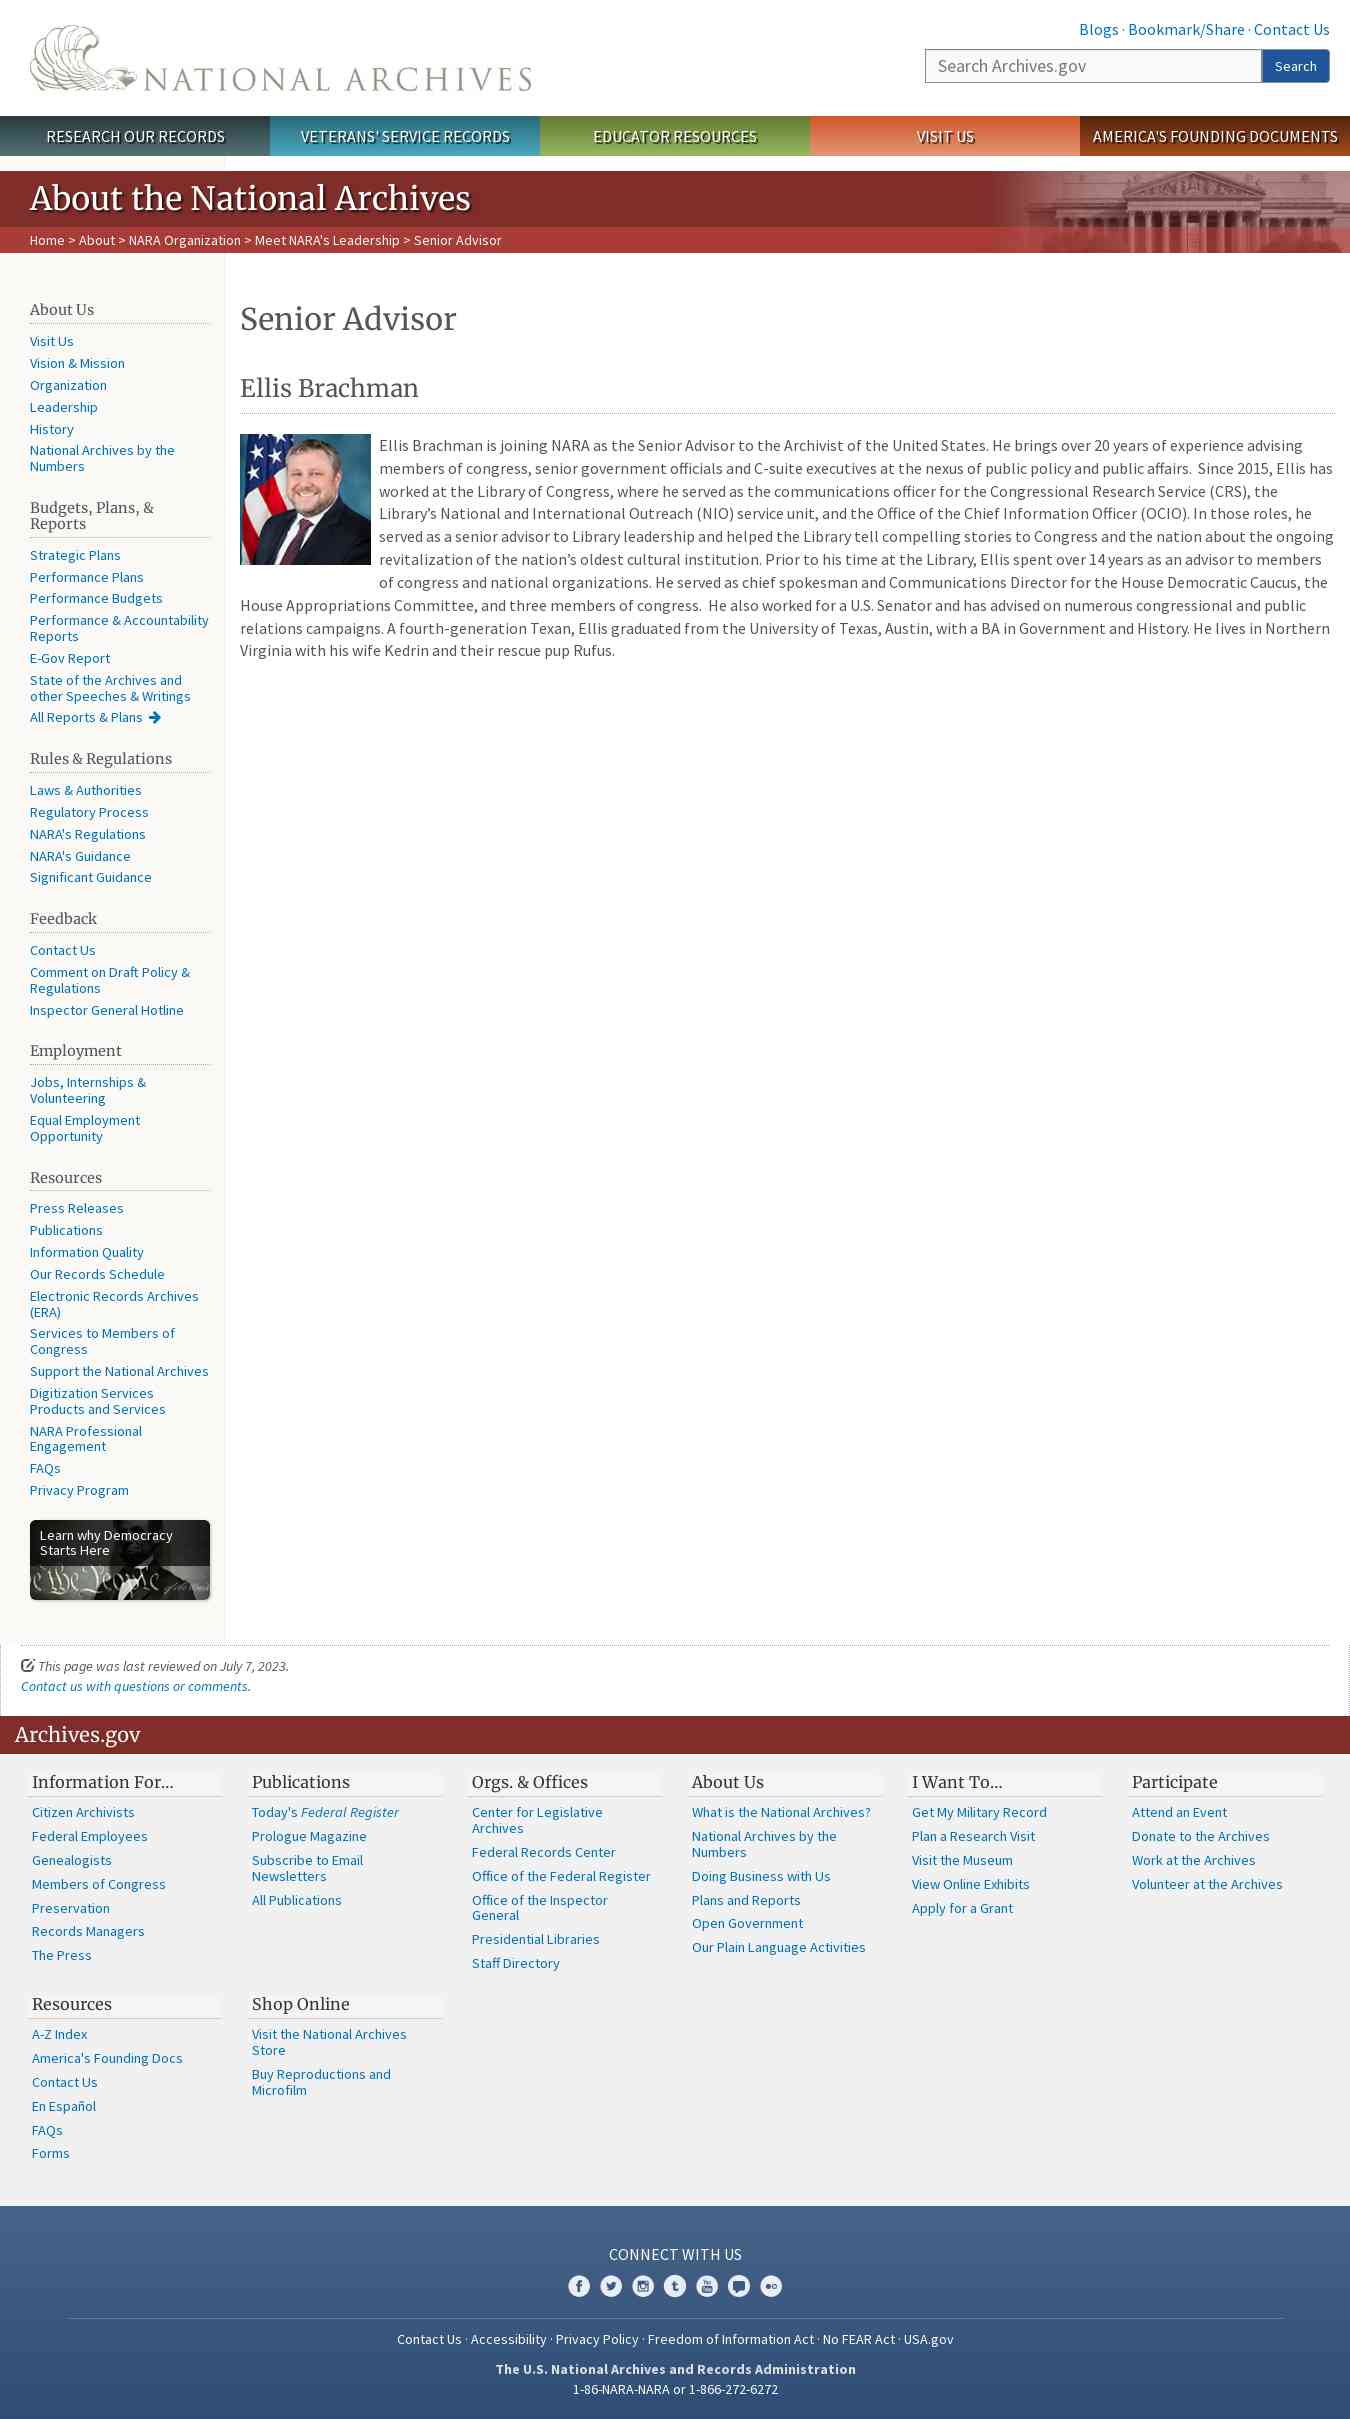 Blogs · Bookmark/Share · Contact Us
NATIONAL ARCHIVES
Search Archives.gov
Search
RESEARCH OUR RECORDS
VETERANS' SERVICE RECORDS
EDUCATOR RESOURCES
VISIT US
AMERICA'S FOUNDING DOCUMENTS
About the National Archives
Home > About > NARA Organization > Meet NARA's Leadership > Senior Advisor
About Us
Visit Us
Vision & Mission
Organization
Leadership
History
National Archives by the
Numbers
Budgets, Plans, &
Reports
Strategic Plans
Performance Plans
Performance Budgets
Performance & Accountability
Reports
E-Gov Report
State of the Archives and
other Speeches & Writings
All Reports & Plans
Rules & Regulations
Laws & Authorities
Regulatory Process
NARA's Regulations
NARA's Guidance
Significant Guidance
Feedback
Contact Us
Comment on Draft Policy &
Regulations
Inspector General Hotline
Employment
Jobs, Internships &
Volunteering
Equal Employment
Opportunity
Resources
Press Releases
Publications
Information Quality
Our Records Schedule
Electronic Records Archives
(ERA)
Services to Members of
Congress
Support the National Archives
Digitization Services
Products and Services
NARA Professional
Engagement
FAQs
Privacy Program
Learn why Democracy
Starts Here
We the People
Senior Advisor
Ellis Brachman
Ellis Brachman is joining NARA as the Senior Advisor to the Archivist of the United States. He brings over 20 years of experience advising
members of congress, senior government officials and C-suite executives at the nexus of public policy and public affairs.  Since 2015, Ellis has
worked at the Library of Congress, where he served as the communications officer for the Congressional Research Service (CRS), the
Library’s National and International Outreach (NIO) service unit, and the Office of the Chief Information Officer (OCIO). In those roles, he
served as a senior advisor to Library leadership and helped the Library tell compelling stories to Congress and the nation about the ongoing
revitalization of the nation’s oldest cultural institution. Prior to his time at the Library, Ellis spent over 14 years as an advisor to members
of congress and national organizations. He served as chief spokesman and Communications Director for the House Democratic Caucus, the
House Appropriations Committee, and three members of congress.  He also worked for a U.S. Senator and has advised on numerous congressional and public
relations campaigns. A fourth-generation Texan, Ellis graduated from the University of Texas, Austin, with a BA in Government and History. He lives in Northern
Virginia with his wife Kedrin and their rescue pup Rufus.
This page was last reviewed on July 7, 2023.
Contact us with questions or comments.
Archives.gov
Information For…
Citizen Archivists
Federal Employees
Genealogists
Members of Congress
Preservation
Records Managers
The Press
Publications
Today's Federal Register
Prologue Magazine
Subscribe to Email
Newsletters
All Publications
Orgs. & Offices
Center for Legislative
Archives
Federal Records Center
Office of the Federal Register
Office of the Inspector
General
Presidential Libraries
Staff Directory
About Us
What is the National Archives?
National Archives by the
Numbers
Doing Business with Us
Plans and Reports
Open Government
Our Plain Language Activities
I Want To…
Get My Military Record
Plan a Research Visit
Visit the Museum
View Online Exhibits
Apply for a Grant
Participate
Attend an Event
Donate to the Archives
Work at the Archives
Volunteer at the Archives
Resources
A-Z Index
America's Founding Docs
Contact Us
En Español
FAQs
Forms
Shop Online
Visit the National Archives
Store
Buy Reproductions and
Microfilm
CONNECT WITH US
Contact Us · Accessibility · Privacy Policy · Freedom of Information Act · No FEAR Act · USA.gov
The U.S. National Archives and Records Administration
1-86-NARA-NARA or 1-866-272-6272